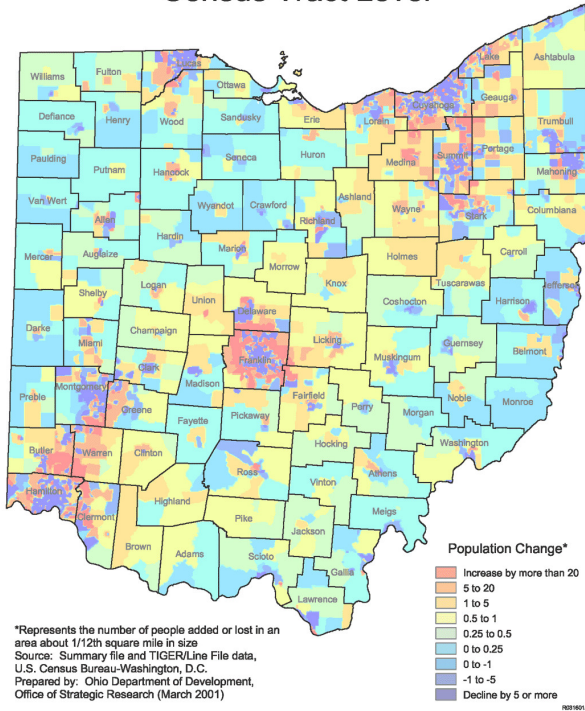 Census Tract Level
Lake
Ashtabula
Williams
Fulton
Lucas
Ottawa
Cuyahoga
Geauga
Defiance
Henry
Wood
Sandusky
Erie
Lorain
Trumbull
Paulding
Putnam
Hancock
Seneca
Huron
Medina
Summit
Portage
Mahoning
Van Wert
Allen
Wyandot
Crawford
Richland
Ashland
Wayne
Stark
Columbiana
Mercer
Auglaize
Hardin
Marion
Morrow
Holmes
Carroll
Shelby
Logan
Union
Delaware
Knox
Coshocton
Tuscarawas
Harrison
Jefferson
Darke
Miami
Champaign
Franklin
Licking
Muskingum
Guernsey
Belmont
Preble
Montgomery
Clark
Greene
Madison
Fairfield
Perry
Morgan
Noble
Monroe
Fayette
Pickaway
Butler
Warren
Clinton
Ross
Hocking
Athens
Washington
Hamilton
Clermont
Highland
Vinton
Meigs
Brown
Adams
Pike
Jackson
Scioto
Gallia
Lawrence
Population Change*
Increase by more than 20
5 to 20
1 to 5
0.5 to 1
0.25 to 0.5
0 to 0.25
0 to -1
-1 to -5
Decline by 5 or more
*Represents the number of people added or lost in an
area about 1/12th square mile in size
Source: Summary file and TIGER/Line File data,
U.S. Census Bureau-Washington, D.C.
Prepared by: Ohio Department of Development,
Office of Strategic Research (March 2001)